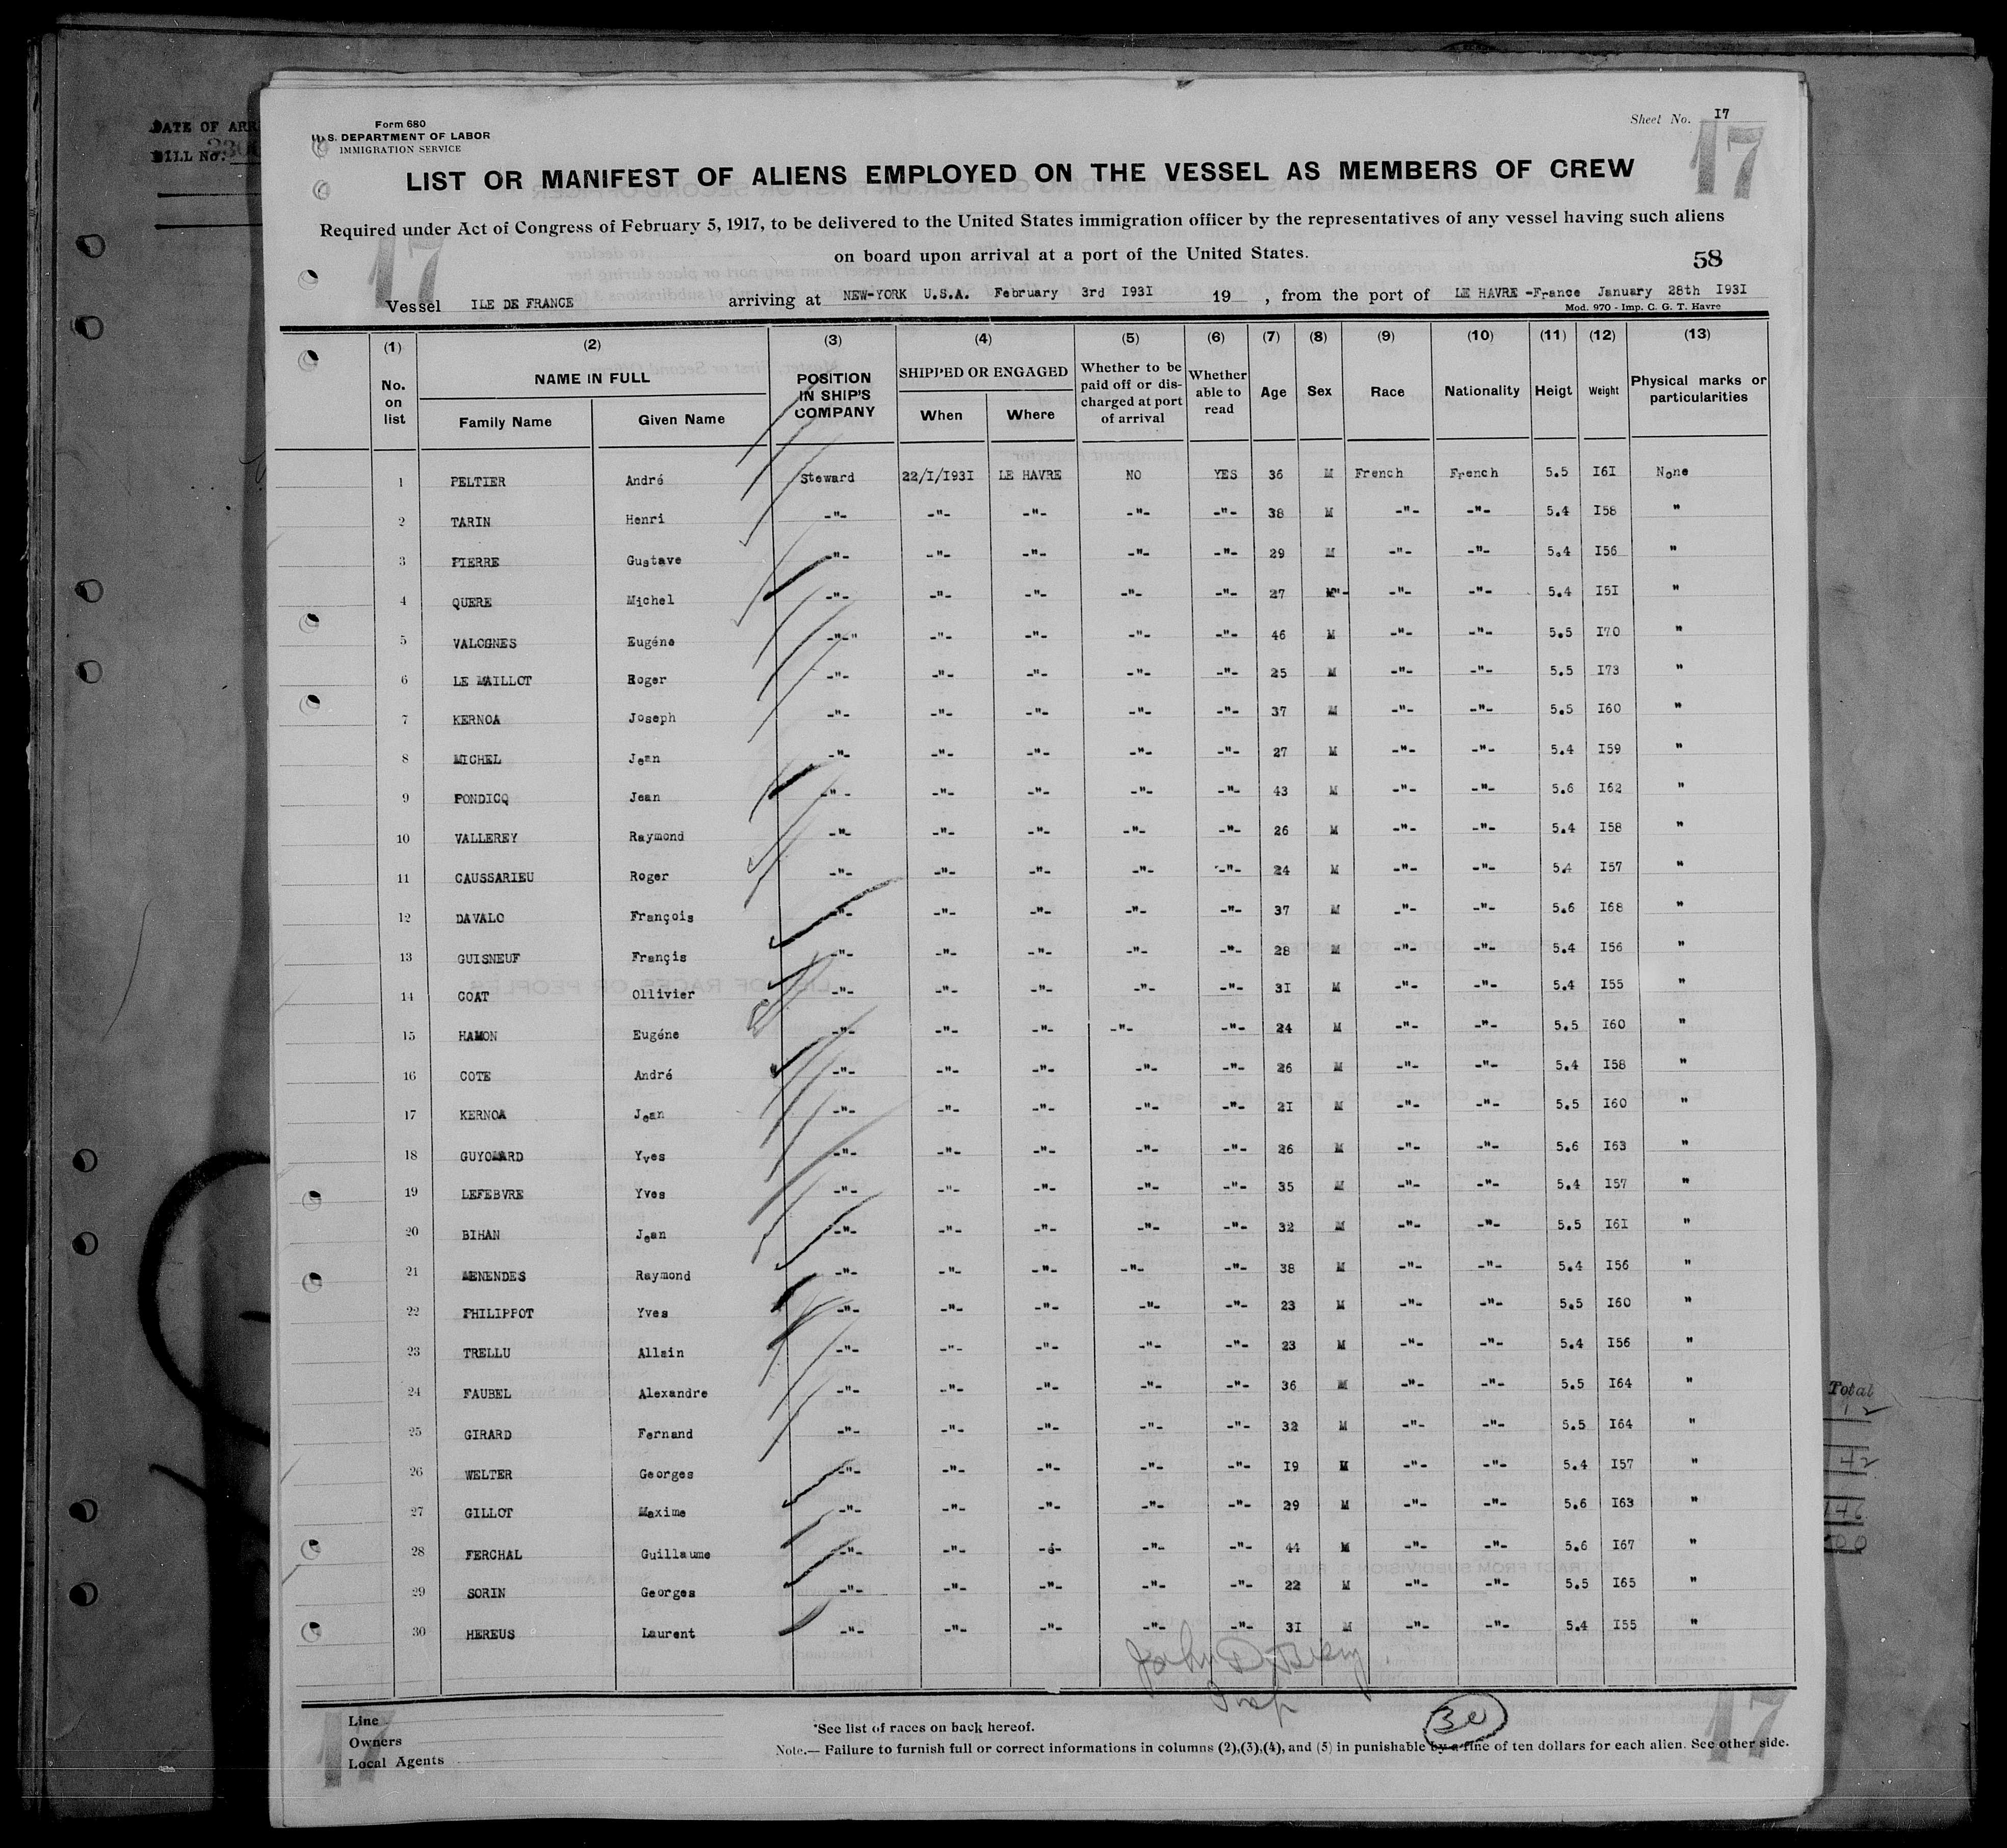 DATE OF ARR
BILL No. 230
Form 680
U.S. DEPARTMENT OF LABOR
IMMIGRATION SERVICE
Sheet No. I7
17
LIST OR MANIFEST OF ALIENS EMPLOYED ON THE VESSEL AS MEMBERS OF CREW
Required under Act of Congress of February 5, 1917, to be delivered to the United States immigration officer by the representatives of any vessel having such aliens
on board upon arrival at a port of the United States.
17
58
Vessel ILE DE FRANCE arriving at NEW-YORK U.S.A. February 3rd I93I 19 , from the port of LE HAVRE -France January 28th I93I
Mod. 970 - Imp. C. G. T. Havre
(1) (2) (3) (4) (5) (6) (7) (8) (9) (10) (11) (12) (13)
No. on list NAME IN FULL Family Name Given Name POSITION IN SHIP'S COMPANY SHIPPED OR ENGAGED When Where Whether to be paid off or discharged at port of arrival Whether able to read Age Sex Race Nationality Heigt Weight Physical marks or particularities
1 PELTIER André Steward 22/I/I93I LE HAVRE NO YES 36 M French French 5.5 I6I None
2 TARIN Henri -"- -"- -"- -"- -"- 38 M -"- -"- 5.4 I58 "
3 PIERRE Gustave -"- -"- -"- -"- -"- 29 M -"- -"- 5.4 I56 "
4 QUERE Michel -"- -"- -"- -"- -"- 27 M"- -"- -"- 5.4 I5I "
5 VALOGNES Eugéne -"-" -"- -"- -"- -"- 46 M -"- -"- 5.5 I70 "
6 LE MAILLOT Roger -"- -"- -"- -"- -"- 25 M -"- -"- 5.5 I73 "
7 KERNOA Joseph -"- -"- -"- -"- -"- 37 M -"- -"- 5.5 I60 "
8 MICHEL Jean -"- -"- -"- -"- -"- 27 M -"- -"- 5.4 I59 "
9 PONDICQ Jean -"- -"- -"- -"- -"- 43 M -"- -"- 5.6 I62 "
10 VALLEREY Raymond -"- -"- -"- -"- -"- 26 M -"- -"- 5.4 I58 "
11 CAUSSARIEU Roger -"- -"- -"- -"- -"- 24 M -"- -"- 5.4 I57 "
12 DAVALO François -"- -"- -"- -"- -"- 37 M -"- -"- 5.6 I68 "
13 GUISNEUF Françis -"- -"- -"- -"- -"- 28 M -"- -"- 5.4 I56 "
14 COAT Ollivier -"- -"- -"- -"- -"- 3I M -"- -"- 5.4 I55 "
15 HAMON Eugéne -"- -"- -"- -"- -"- 24 M -"- -"- 5.5 I60 "
16 COTE André -"- -"- -"- -"- -"- 26 M -"- -"- 5.4 I58 "
17 KERNOA Jean -"- -"- -"- -"- -"- 2I M -"- -"- 5.5 I60 "
18 GUYOMARD Yves -"- -"- -"- -"- -"- 26 M -"- -"- 5.6 I63 "
19 LEFEBVRE Yves -"- -"- -"- -"- -"- 35 M -"- -"- 5.4 I57 "
20 BIHAN Jean -"- -"- -"- -"- -"- 32 M -"- -"- 5.5 I6I "
21 MENENDES Raymond -"- -"- -"- -"- -"- 38 M -"- -"- 5.4 I56 "
22 PHILIPPOT Yves -"- -"- -"- -"- -"- 23 M -"- -"- 5.5 I60 "
23 TRELLU Allain -"- -"- -"- -"- -"- 23 M -"- -"- 5.4 I56 "
24 FAUBEL Alexandre -"- -"- -"- -"- -"- 36 M -"- -"- 5.5 I64 "
25 GIRARD Fernand -"- -"- -"- -"- -"- 32 M -"- -"- 5.5 I64 "
26 WELTER Georges -"- -"- -"- -"- -"- I9 M -"- -"- 5.4 I57 "
27 GILLOT Maxime -"- -"- -"- -"- -"- 29 M -"- -"- 5.6 I63 "
28 FERCHAL Guillaume -"- -"- -"- -"- -"- 44 M -"- -"- 5.6 I67 "
29 SORIN Georges -"- -"- -"- -"- -"- 22 M -"- -"- 5.5 I65 "
30 HEREUS Laurent -"- -"- -"- -"- -"- 3I M -"- -"- 5.4 I55 "
Total
John D.
Insp
30
Line
Owners
Local Agents
17
*See list of races on back hereof.
Note.— Failure to furnish full or correct informations in columns (2),(3),(4), and (5) in punishable by a fine of ten dollars for each alien. See other side.
17